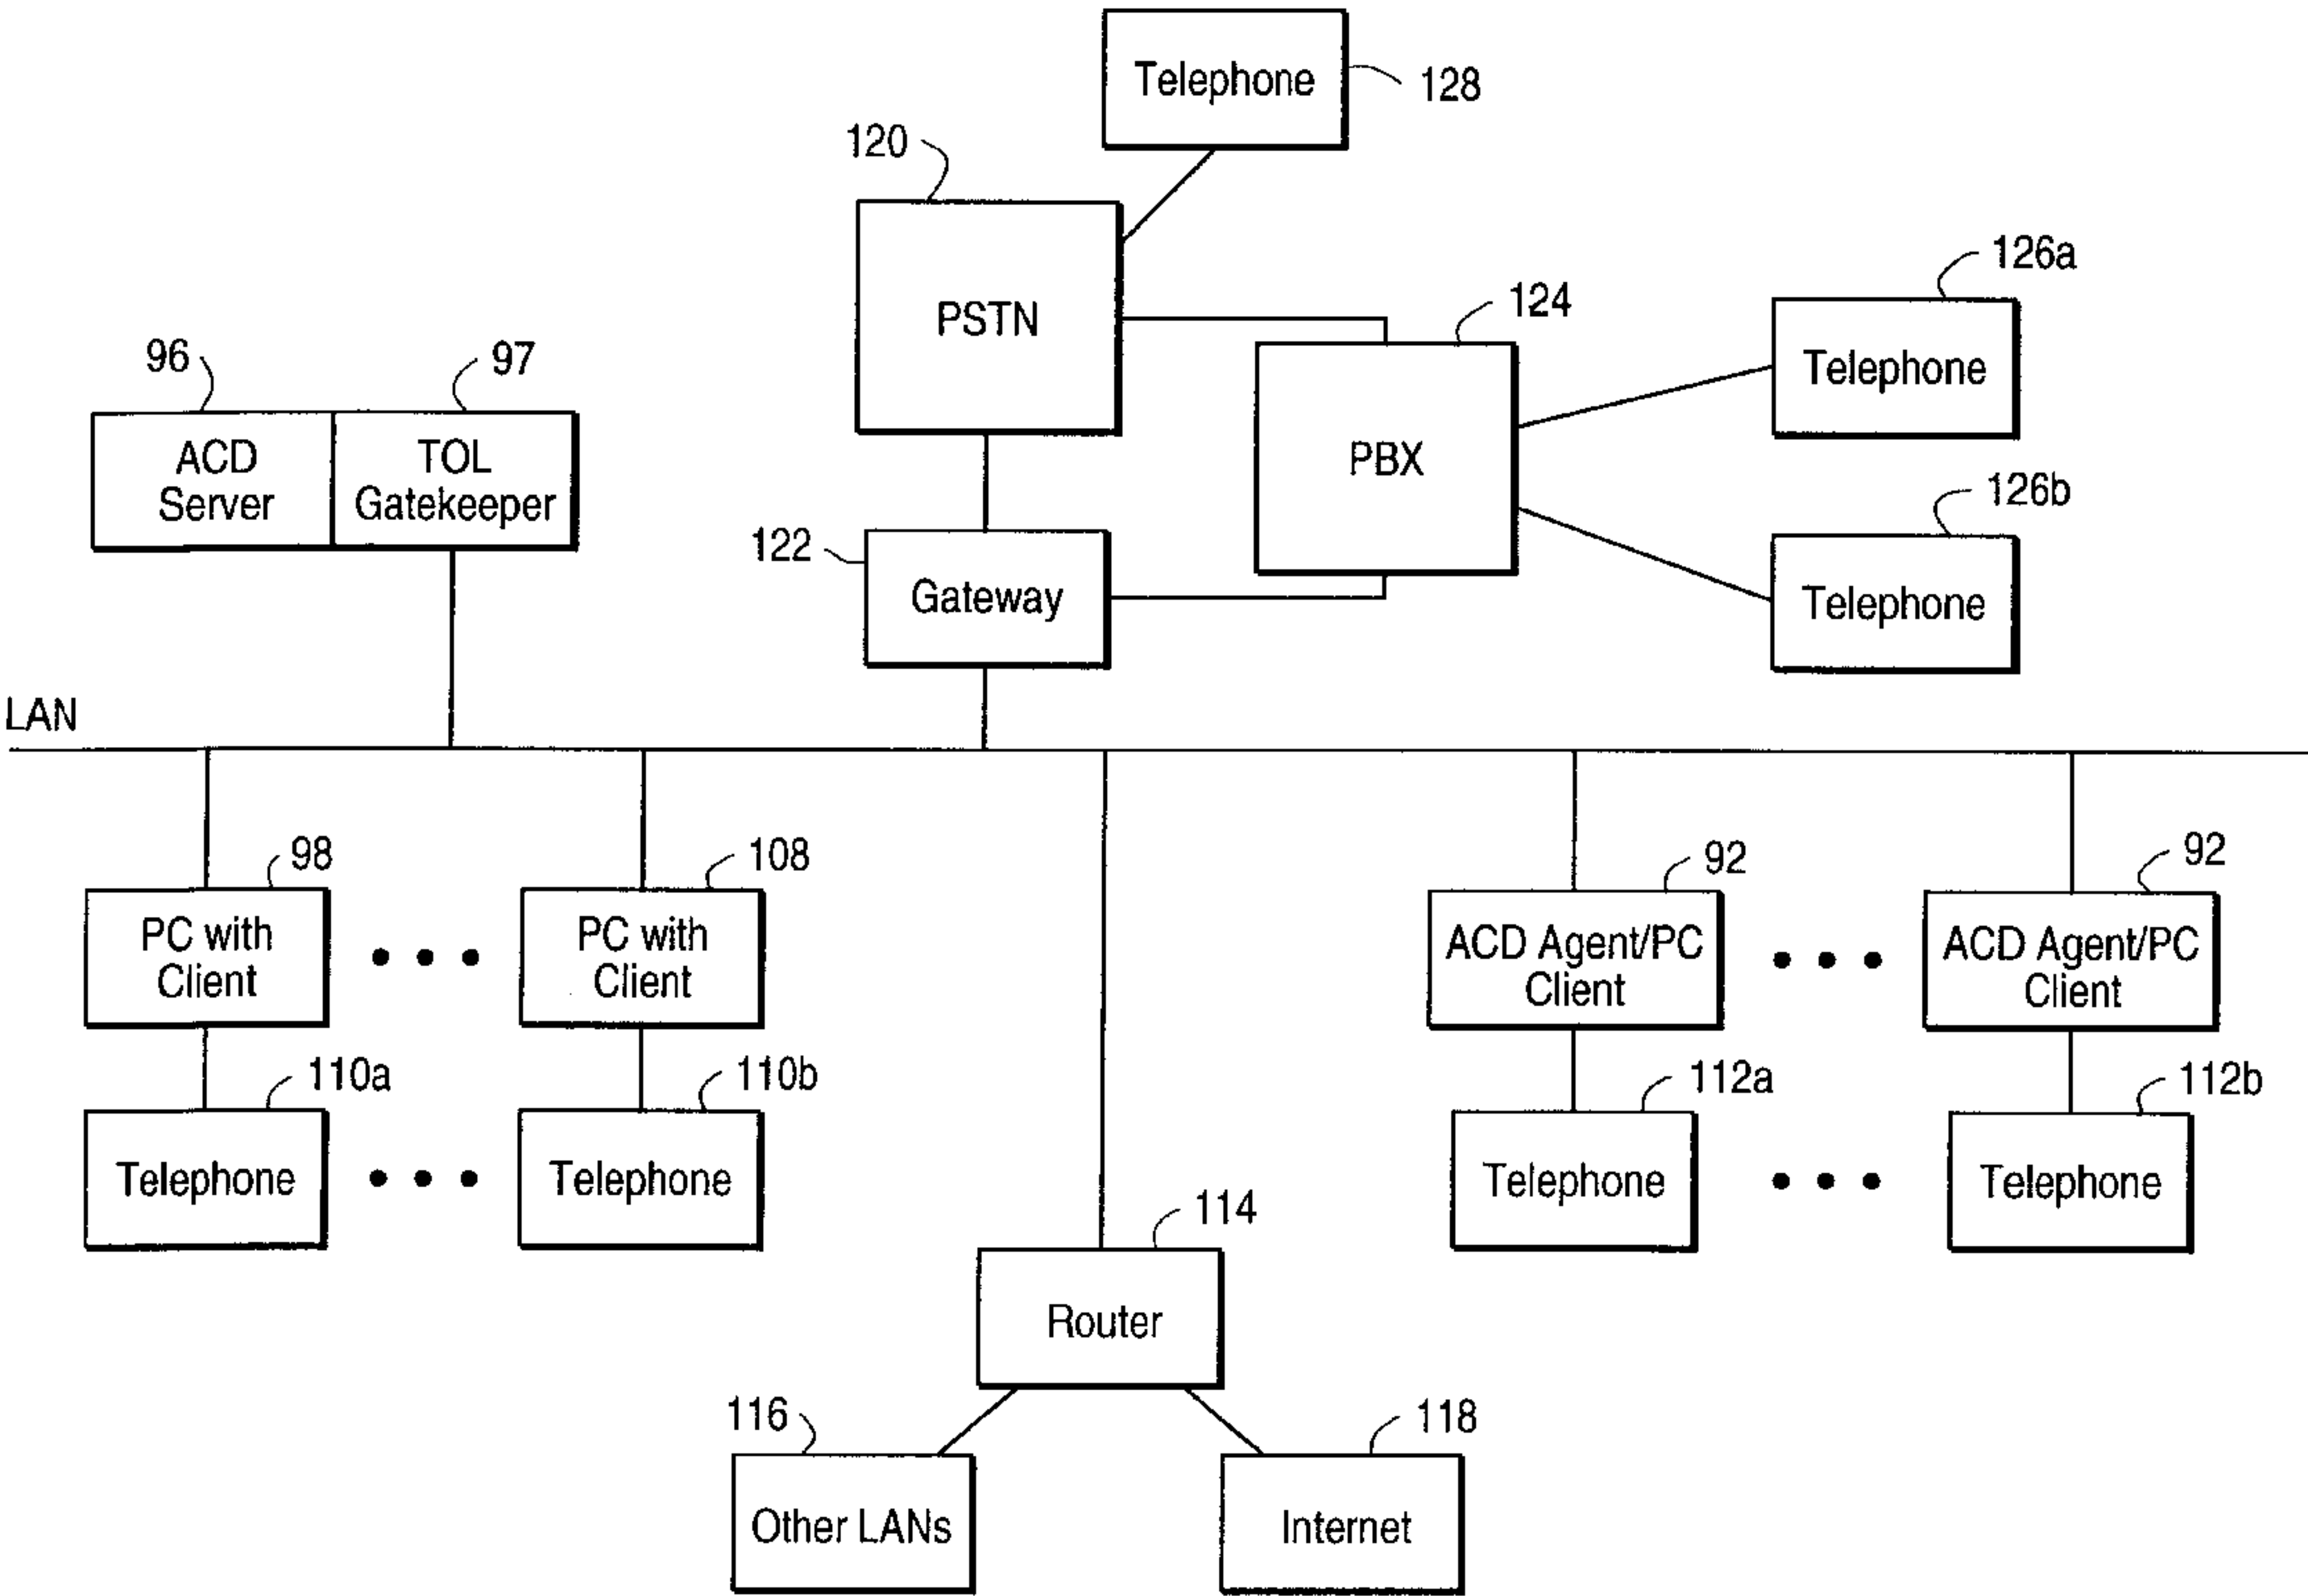 Telephone
128
120
PSTN
126a
Telephone
124
PBX
96
97
ACD
Server
TOL
Gatekeeper
126b
Telephone
122
Gateway
LAN
98
PC with
Client
108
PC with
Client
92
ACD Agent/PC
Client
92
ACD Agent/PC
Client
110a
Telephone
110b
Telephone
112a
Telephone
112b
Telephone
114
Router
116
Other LANs
118
Internet